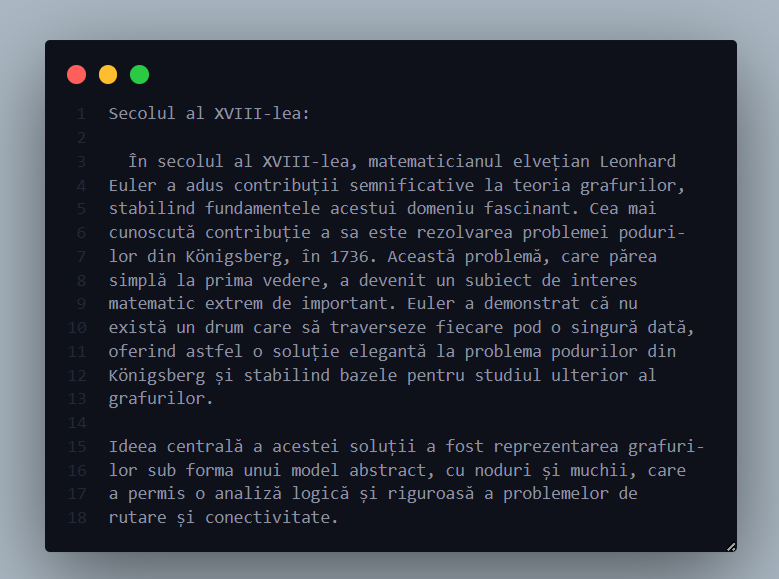 1 Secolul al XVIII-lea:
2
3 În secolul al XVIII-lea, matematicianul elvețian Leonhard
4 Euler a adus contribuții semnificative la teoria grafurilor,
5 stabilind fundamentele acestui domeniu fascinant. Cea mai
6 cunoscută contribuție a sa este rezolvarea problemei poduri-
7 lor din Königsberg, în 1736. Această problemă, care părea
8 simplă la prima vedere, a devenit un subiect de interes
9 matematic extrem de important. Euler a demonstrat că nu
10 există un drum care să traverseze fiecare pod o singură dată,
11 oferind astfel o soluție elegantă la problema podurilor din
12 Königsberg și stabilind bazele pentru studiul ulterior al
13 grafurilor.
14
15 Ideea centrală a acestei soluții a fost reprezentarea grafuri-
16 lor sub forma unui model abstract, cu noduri și muchii, care
17 a permis o analiză logică și riguroasă a problemelor de
18 rutare și conectivitate.